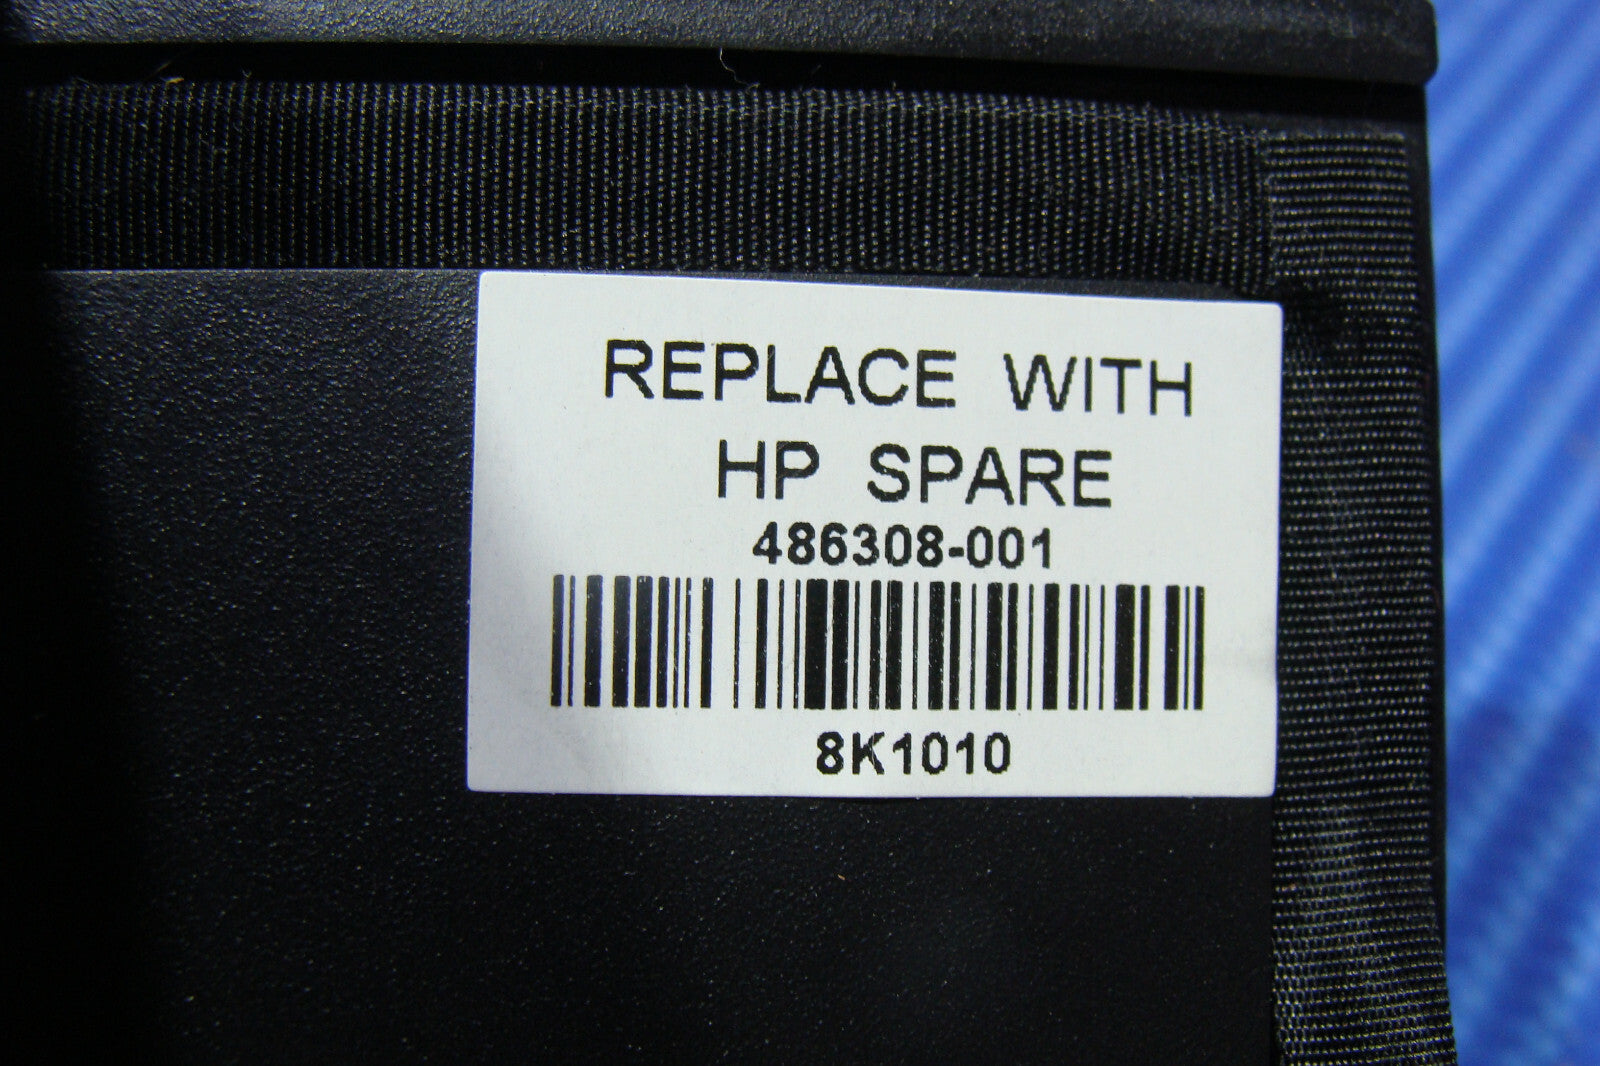 REPLACE WITH
HP SPARE
486308-001
8K1010